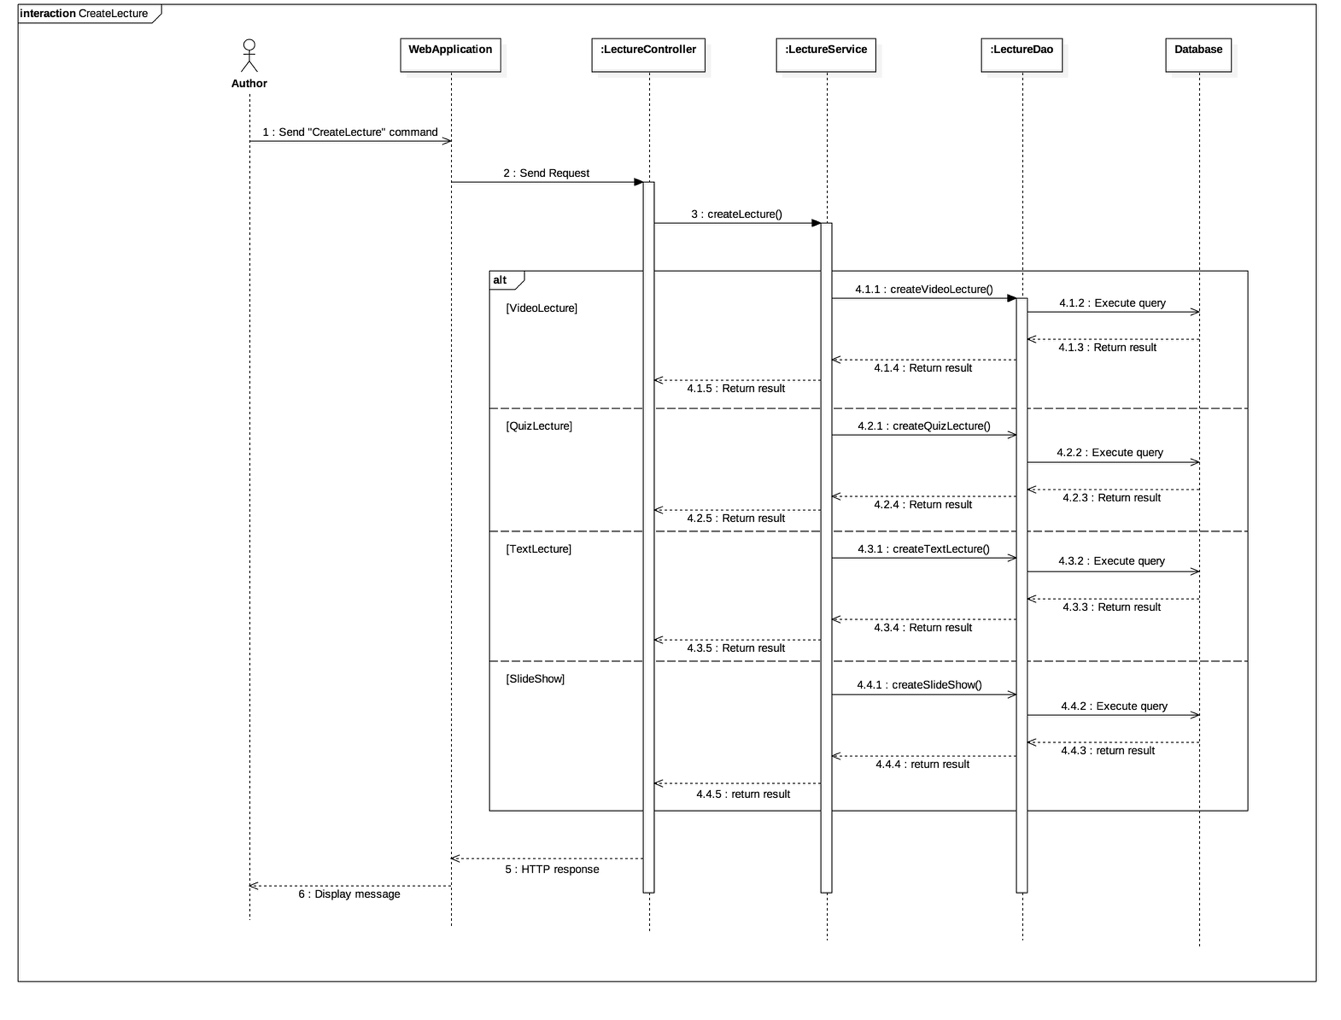 interaction CreateLecture
Author
WebApplication
:LectureController
:LectureService
:LectureDao
Database
1 : Send "CreateLecture" command
2 : Send Request
3 : createLecture()
alt
[VideoLecture]
4.1.1 : createVideoLecture()
4.1.2 : Execute query
4.1.3 : Return result
4.1.4 : Return result
4.1.5 : Return result
[QuizLecture]
4.2.1 : createQuizLecture()
4.2.2 : Execute query
4.2.3 : Return result
4.2.4 : Return result
4.2.5 : Return result
[TextLecture]
4.3.1 : createTextLecture()
4.3.2 : Execute query
4.3.3 : Return result
4.3.4 : Return result
4.3.5 : Return result
[SlideShow]
4.4.1 : createSlideShow()
4.4.2 : Execute query
4.4.3 : return result
4.4.4 : return result
4.4.5 : return result
5 : HTTP response
6 : Display message